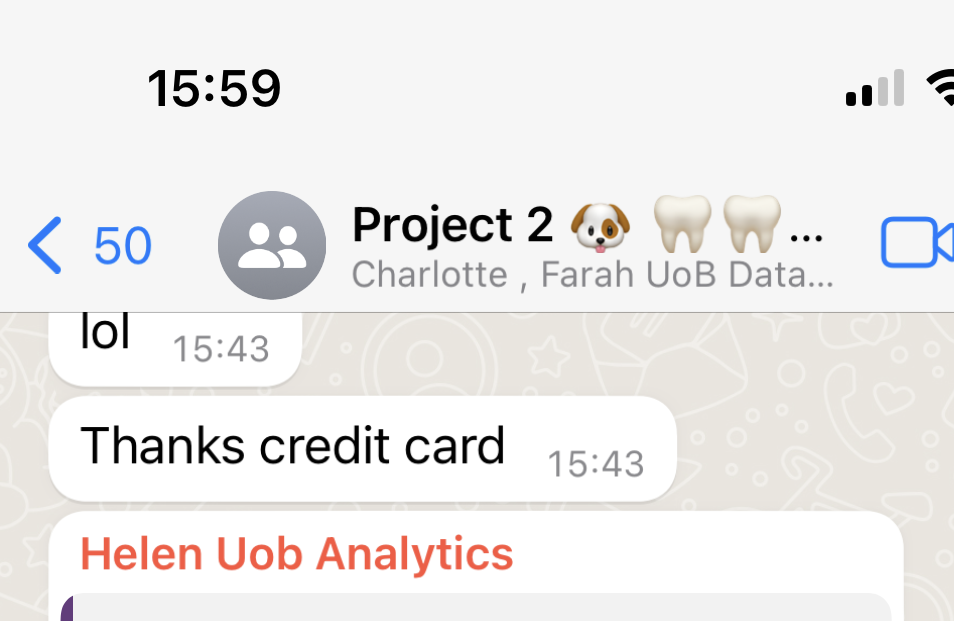 15:59
50
Project 2 🐶 🦷🦷...
Charlotte , Farah UoB Data...
lol 15:43
Thanks credit card 15:43
Helen Uob Analytics